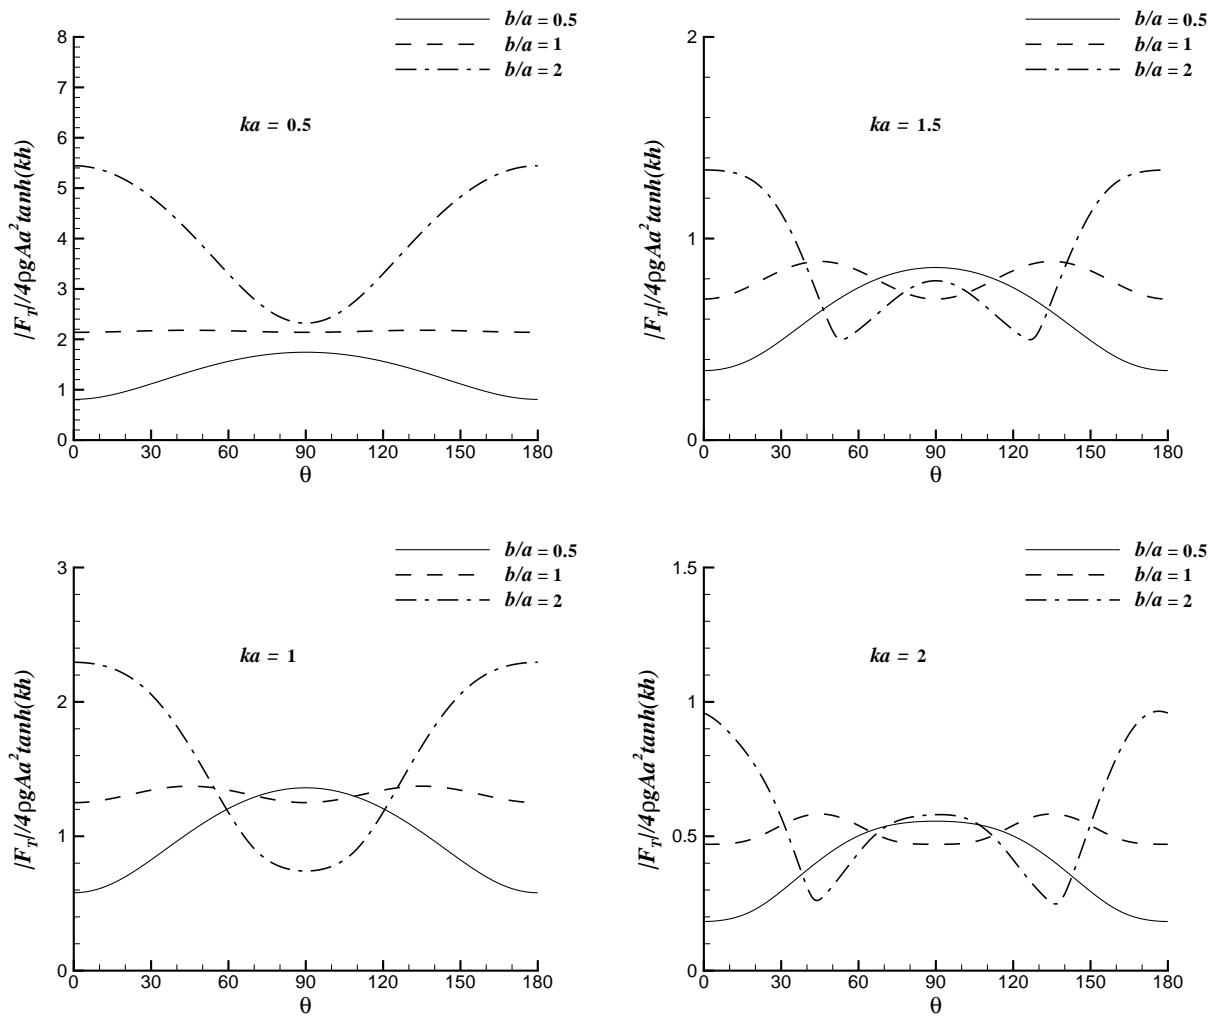 b/a = 0.5
b/a = 1
b/a = 2
ka = 0.5
|F_T|/4ρgAa²tanh(kh)
8
7
6
5
4
3
2
1
0
0 30 60 90 120 150 180
θ
b/a = 0.5
b/a = 1
b/a = 2
ka = 1.5
|F_T|/4ρgAa²tanh(kh)
2
1
0
0 30 60 90 120 150 180
θ
b/a = 0.5
b/a = 1
b/a = 2
ka = 1
|F_T|/4ρgAa²tanh(kh)
3
2
1
0
0 30 60 90 120 150 180
θ
b/a = 0.5
b/a = 1
b/a = 2
ka = 2
|F_T|/4ρgAa²tanh(kh)
1.5
1
0.5
0
0 30 60 90 120 150 180
θ